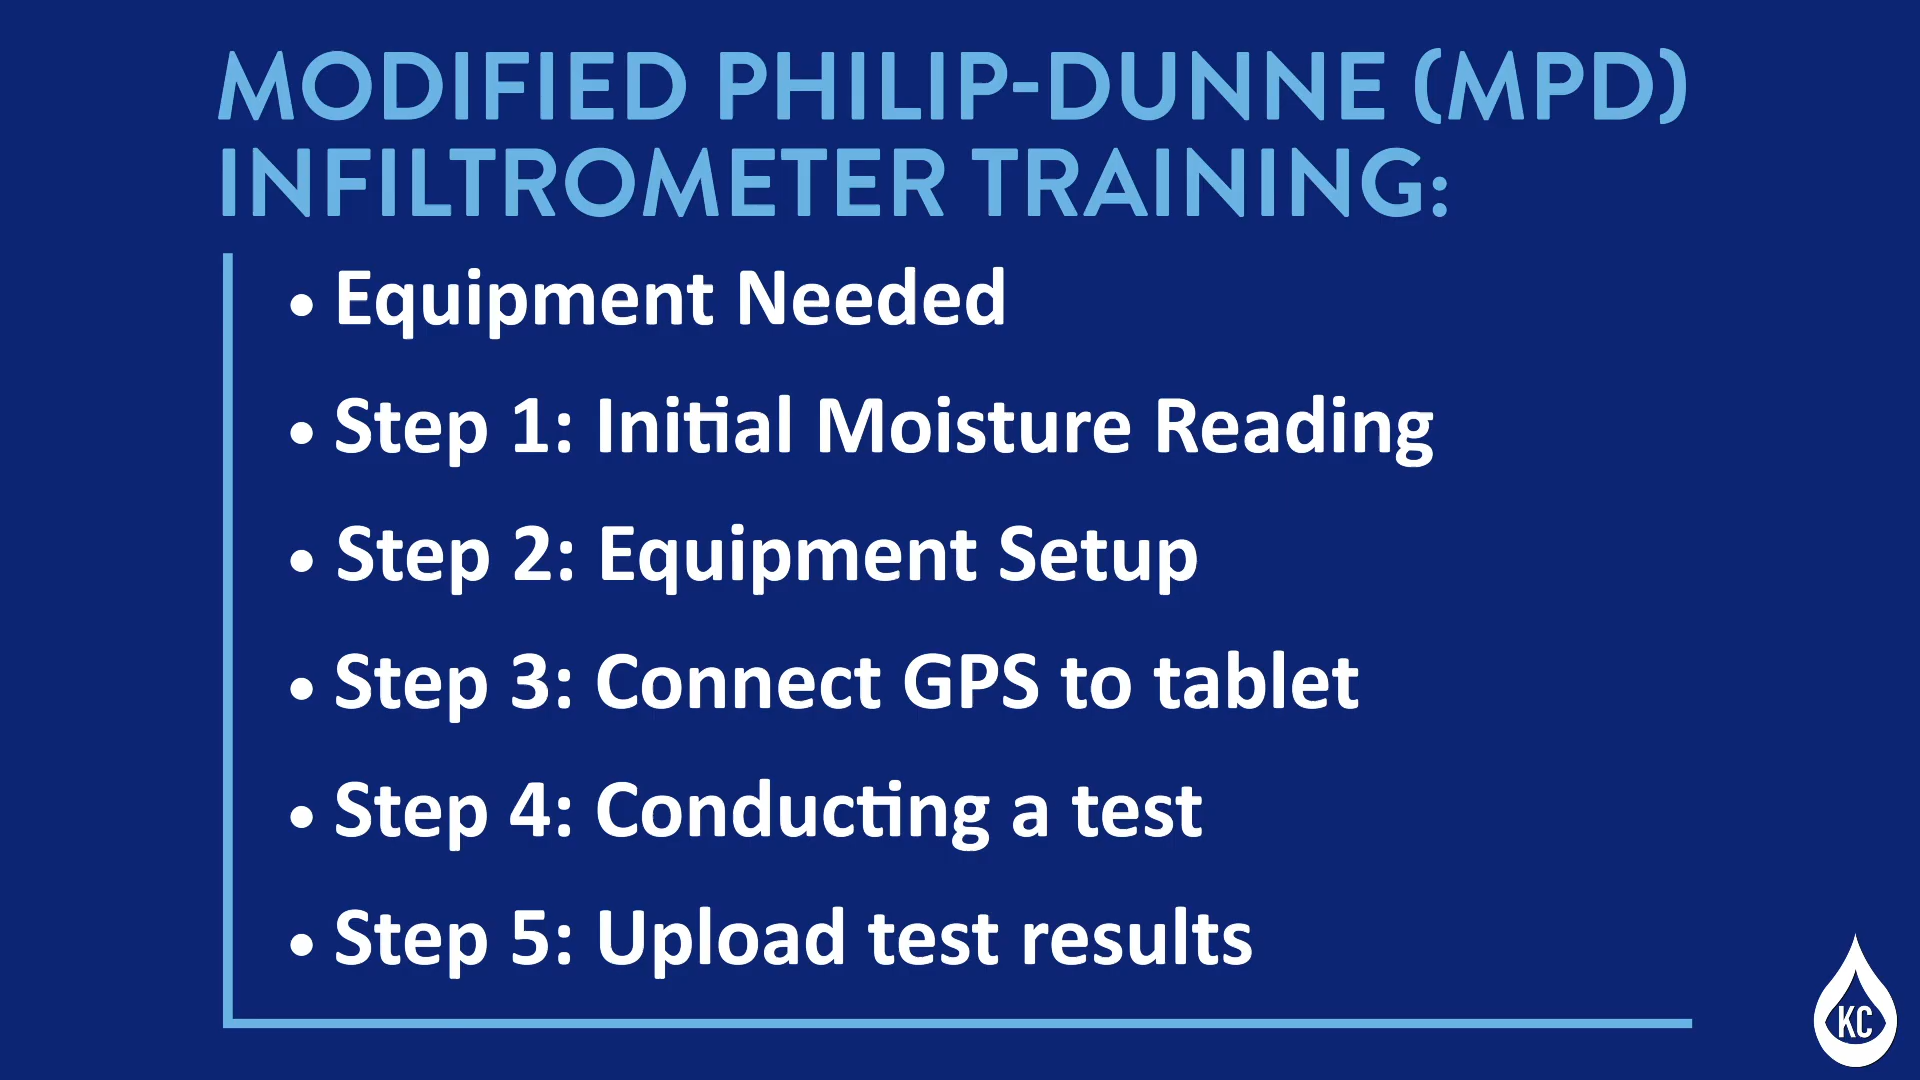 MODIFIED PHILIP-DUNNE (MPD)
INFILTROMETER TRAINING:
• Equipment Needed
• Step 1: Initial Moisture Reading
• Step 2: Equipment Setup
• Step 3: Connect GPS to tablet
• Step 4: Conducting a test
• Step 5: Upload test results
KC